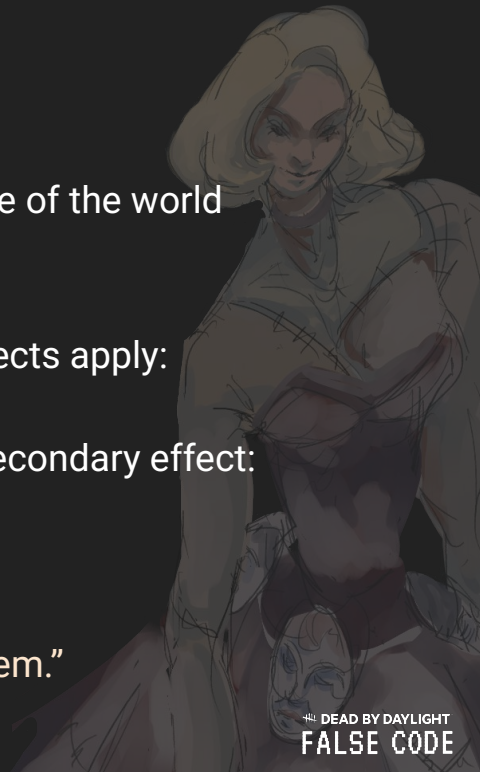 e of the world
ects apply:
econdary effect:
em.”
DEAD BY DAYLIGHT
FALSE CODE